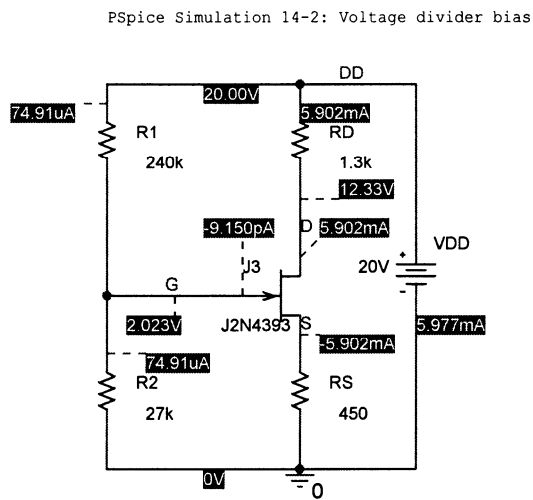 PSpice Simulation 14-2: Voltage divider bias
DD
20.00V
74.91uA
5.902mA
R1
RD
240k
1.3k
12.33V
-9.150pA
D
5.902mA
VDD
J3
20V
+
G
-
2.023V
J2N4393
S
5.977mA
-5.902mA
74.91uA
R2
RS
27k
450
0V
0